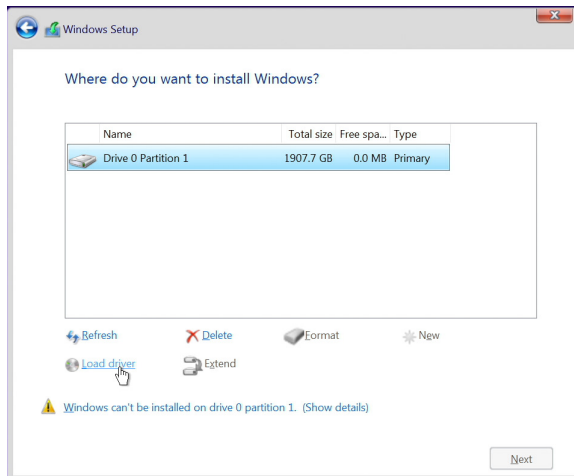 Windows Setup
Where do you want to install Windows?
Name Total size Free spa... Type
Drive 0 Partition 1 1907.7 GB 0.0 MB Primary
Refresh Delete Format New
Load driver Extend
Windows can't be installed on drive 0 partition 1. (Show details)
Next